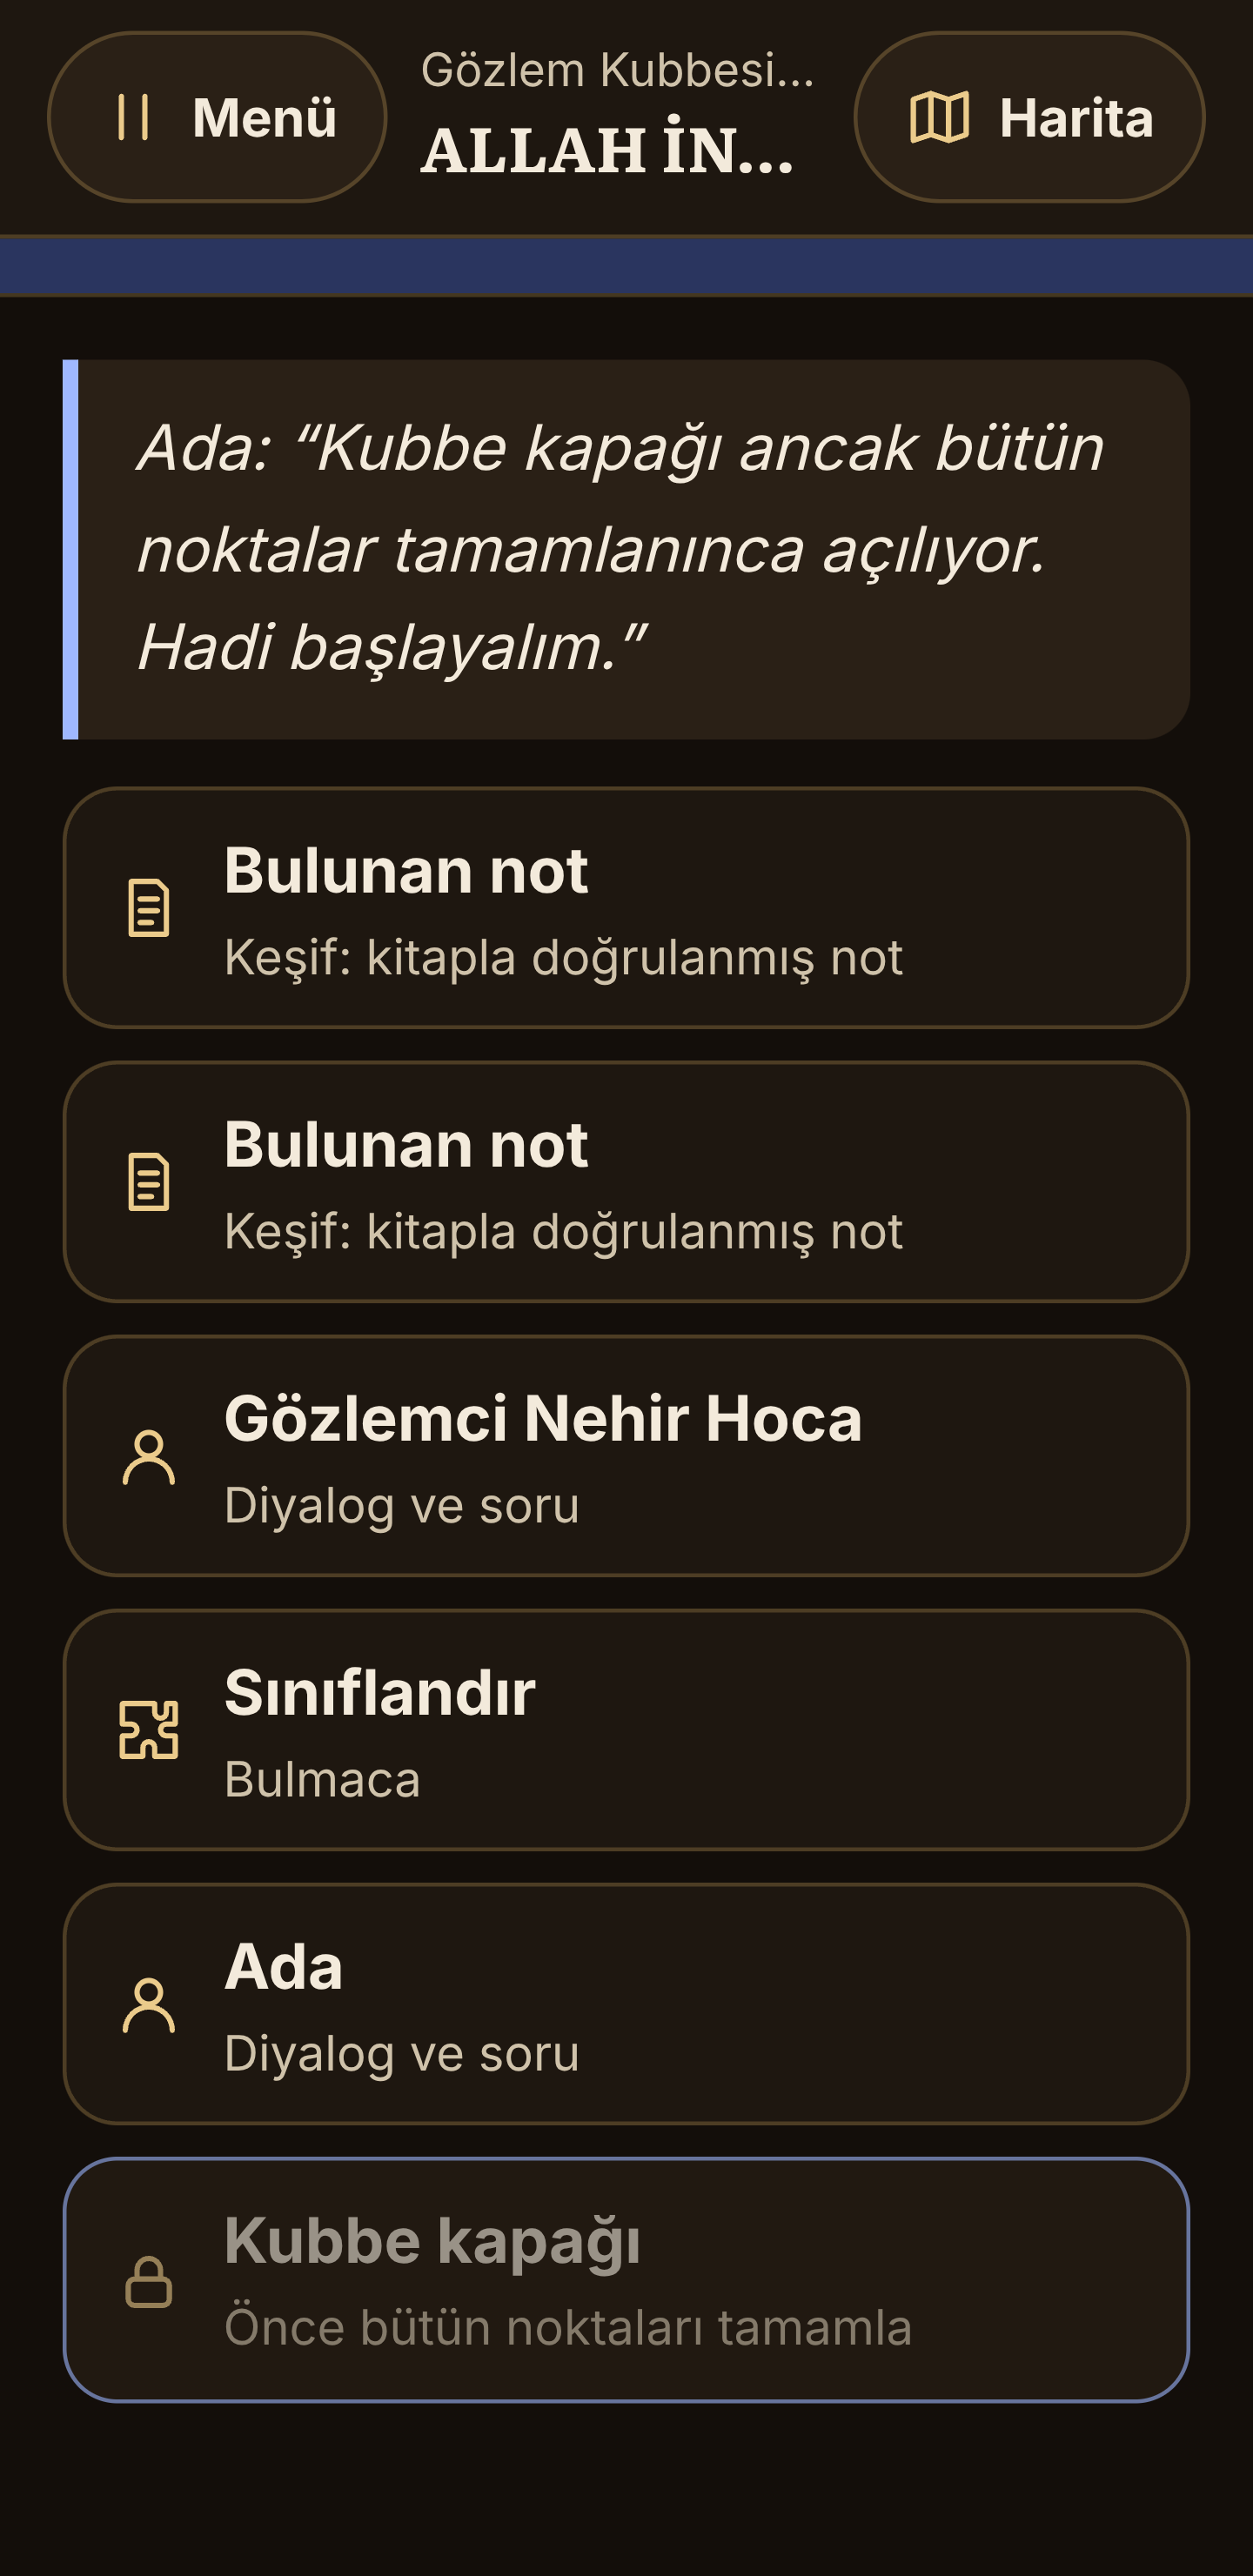 Menü
Gözlem Kubbesi...
ALLAH İN...
Harita
Ada: “Kubbe kapağı ancak bütün
noktalar tamamlanınca açılıyor.
Hadi başlayalım.”
Bulunan not
Keşif: kitapla doğrulanmış not
Bulunan not
Keşif: kitapla doğrulanmış not
Gözlemci Nehir Hoca
Diyalog ve soru
Sınıflandır
Bulmaca
Ada
Diyalog ve soru
Kubbe kapağı
Önce bütün noktaları tamamla